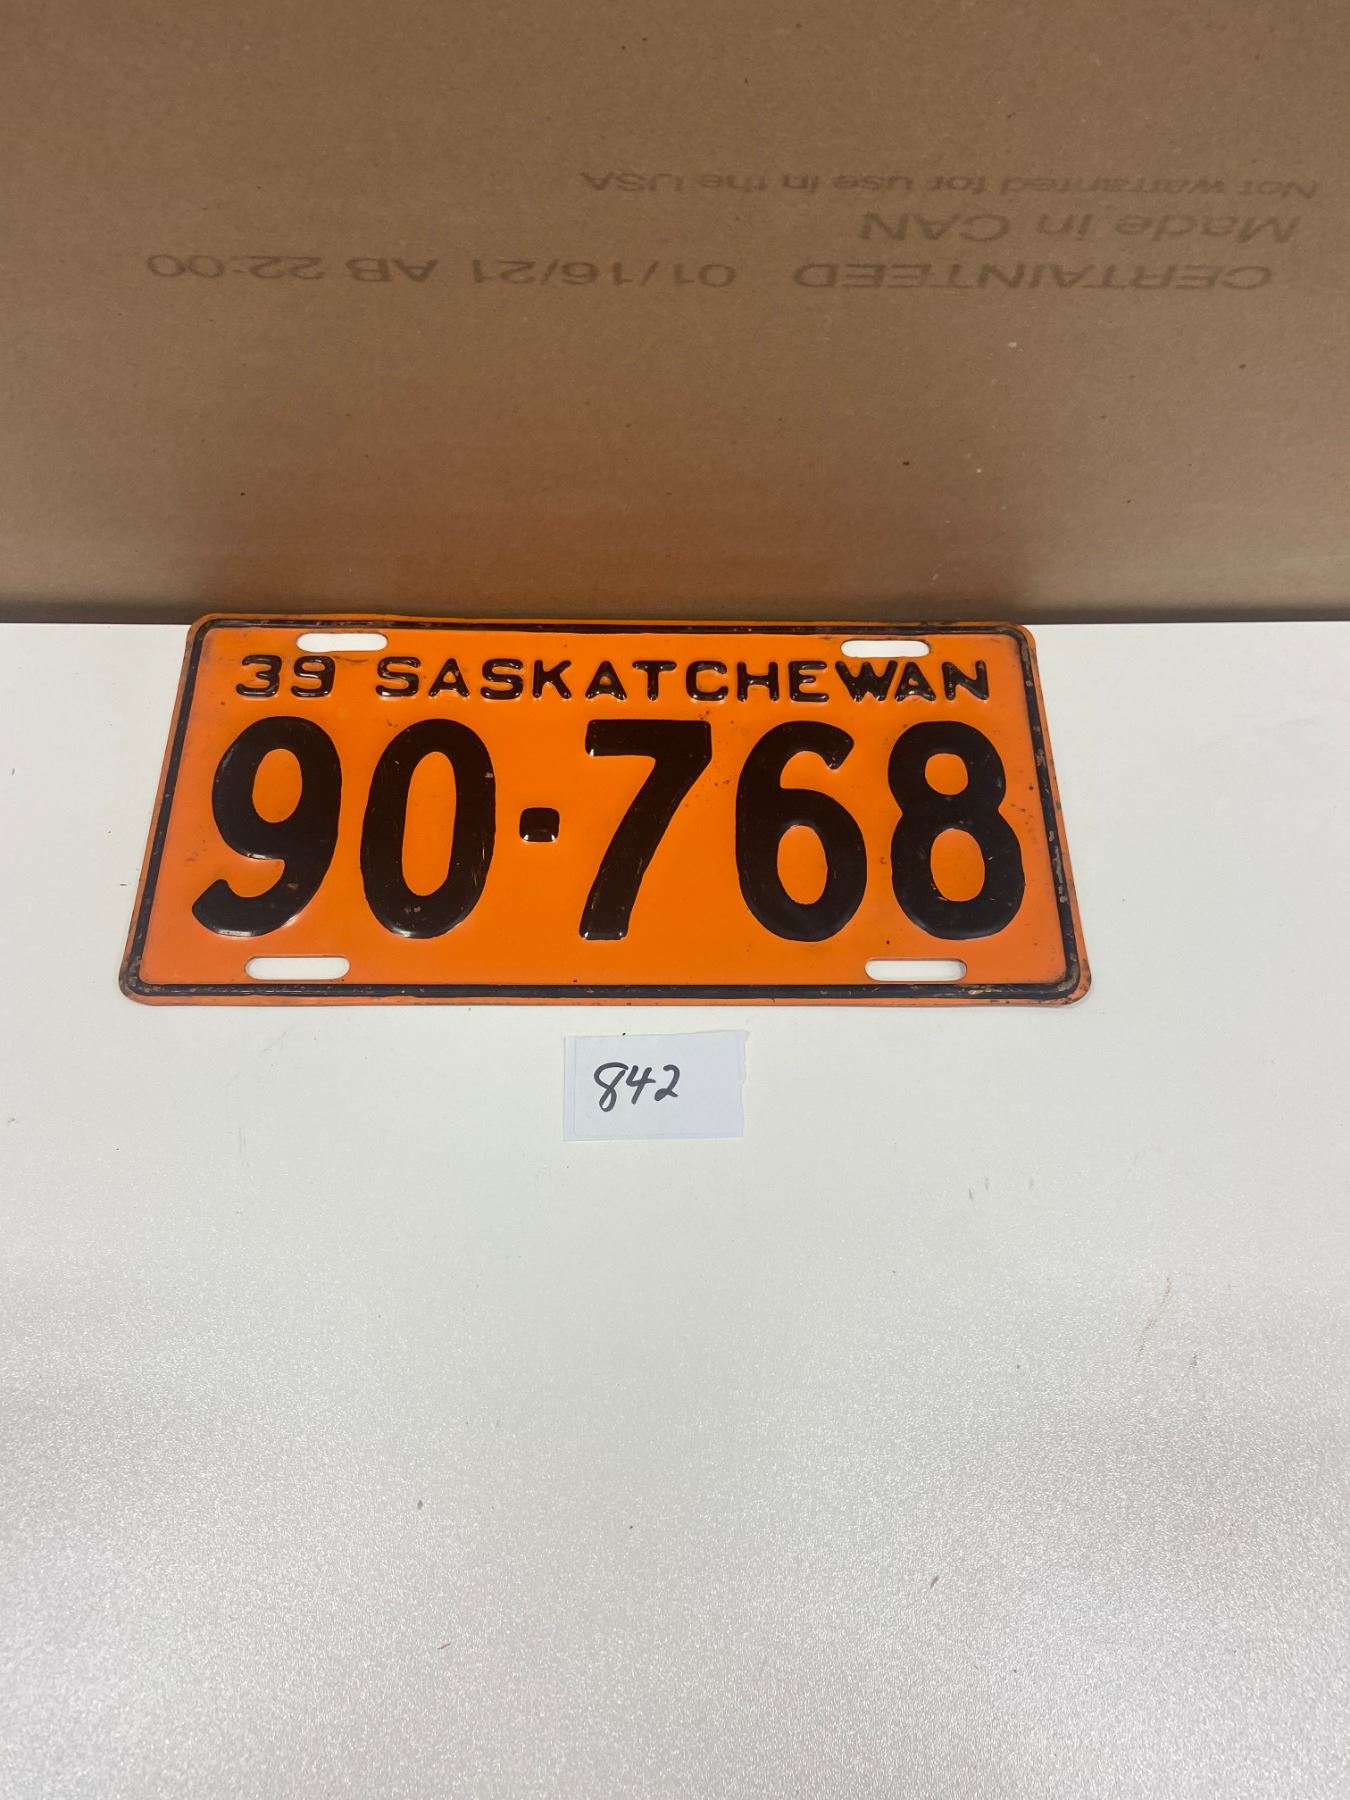 Not warranted for use in the USA
Made in CAN
CERTAINTEED 01/16/21 AB 22:00
39 SASKATCHEWAN
90-768
842